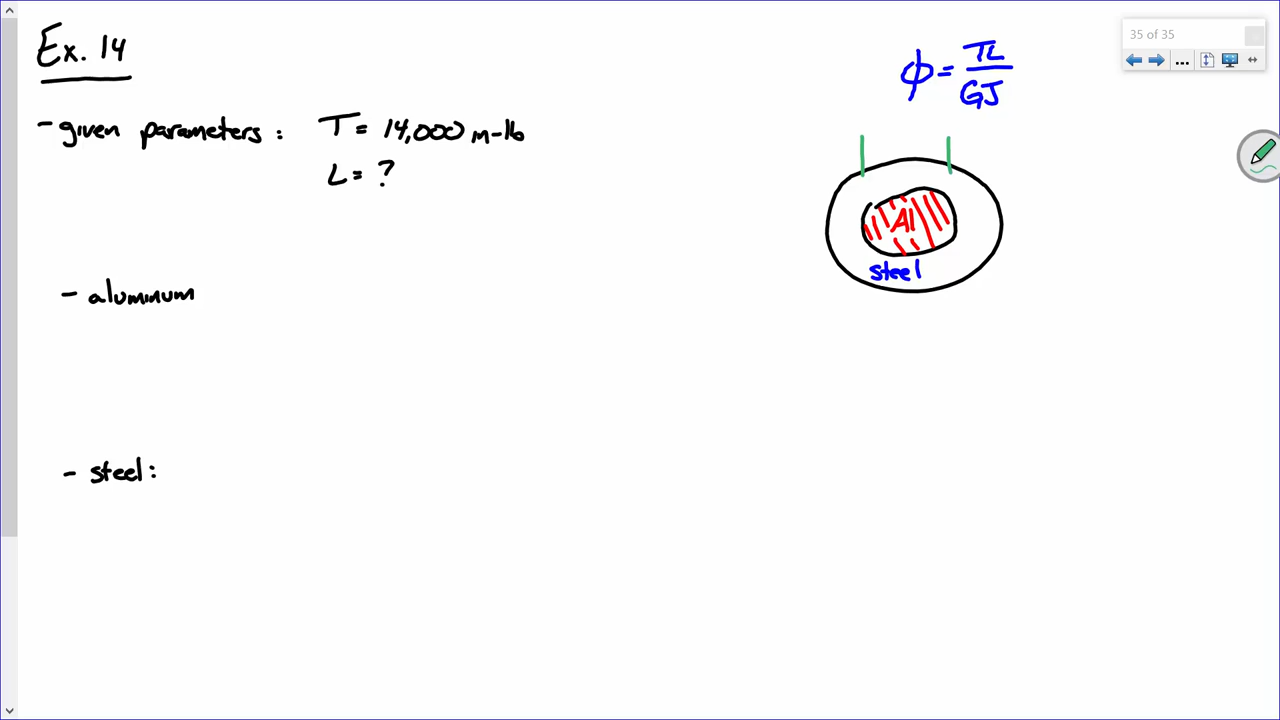 Ex. 14
35 of 35
ϕ = TL / GJ
- given parameters : T = 14,000 in-lb
L = ?
Al
steel
- aluminum
- steel :